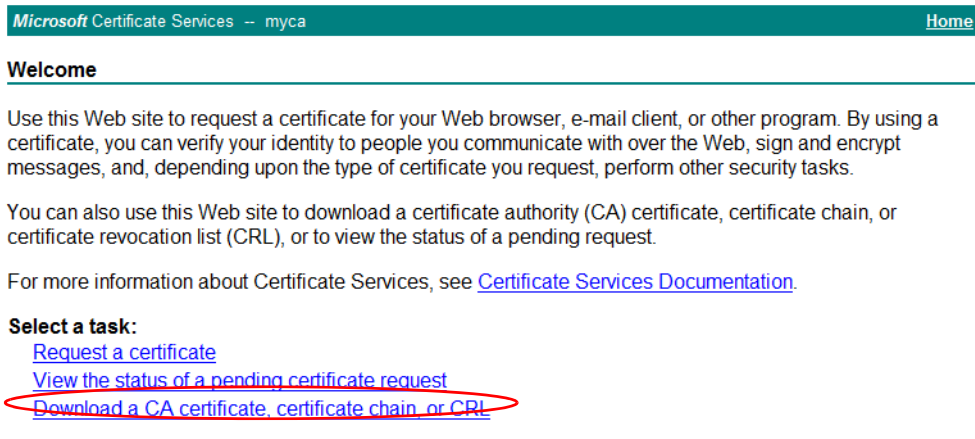 Microsoft Certificate Services -- myca Home
Welcome
Use this Web site to request a certificate for your Web browser, e-mail client, or other program. By using a
certificate, you can verify your identity to people you communicate with over the Web, sign and encrypt
messages, and, depending upon the type of certificate you request, perform other security tasks.
You can also use this Web site to download a certificate authority (CA) certificate, certificate chain, or
certificate revocation list (CRL), or to view the status of a pending request.
For more information about Certificate Services, see Certificate Services Documentation.
Select a task:
Request a certificate
View the status of a pending certificate request
Download a CA certificate, certificate chain, or CRL